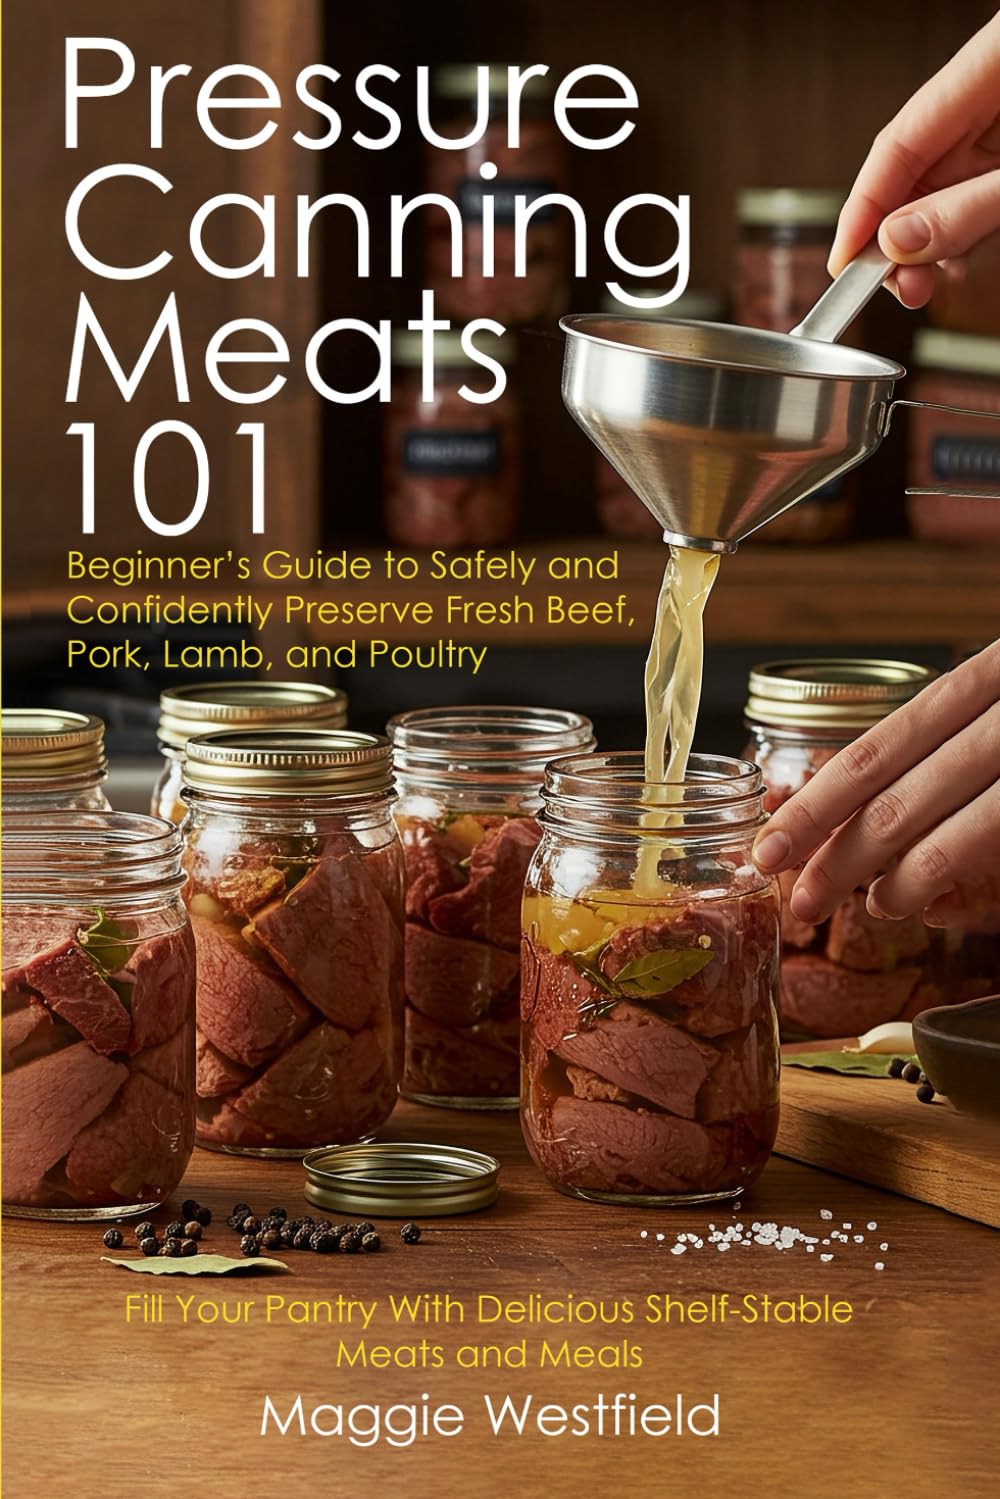 Pressure
Canning
Meats
101
Beginner's Guide to Safely and
Confidently Preserve Fresh Beef,
Pork, Lamb, and Poultry
Fill Your Pantry With Delicious Shelf-Stable
Meats and Meals
Maggie Westfield